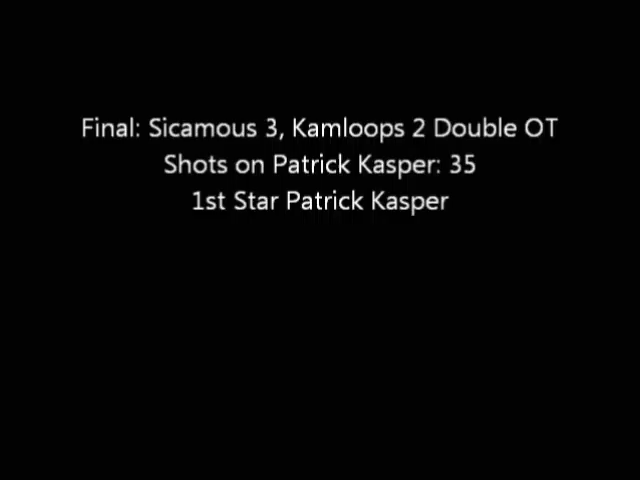 Final: Sicamous 3, Kamloops 2 Double OT
Shots on Patrick Kasper: 35
1st Star Patrick Kasper